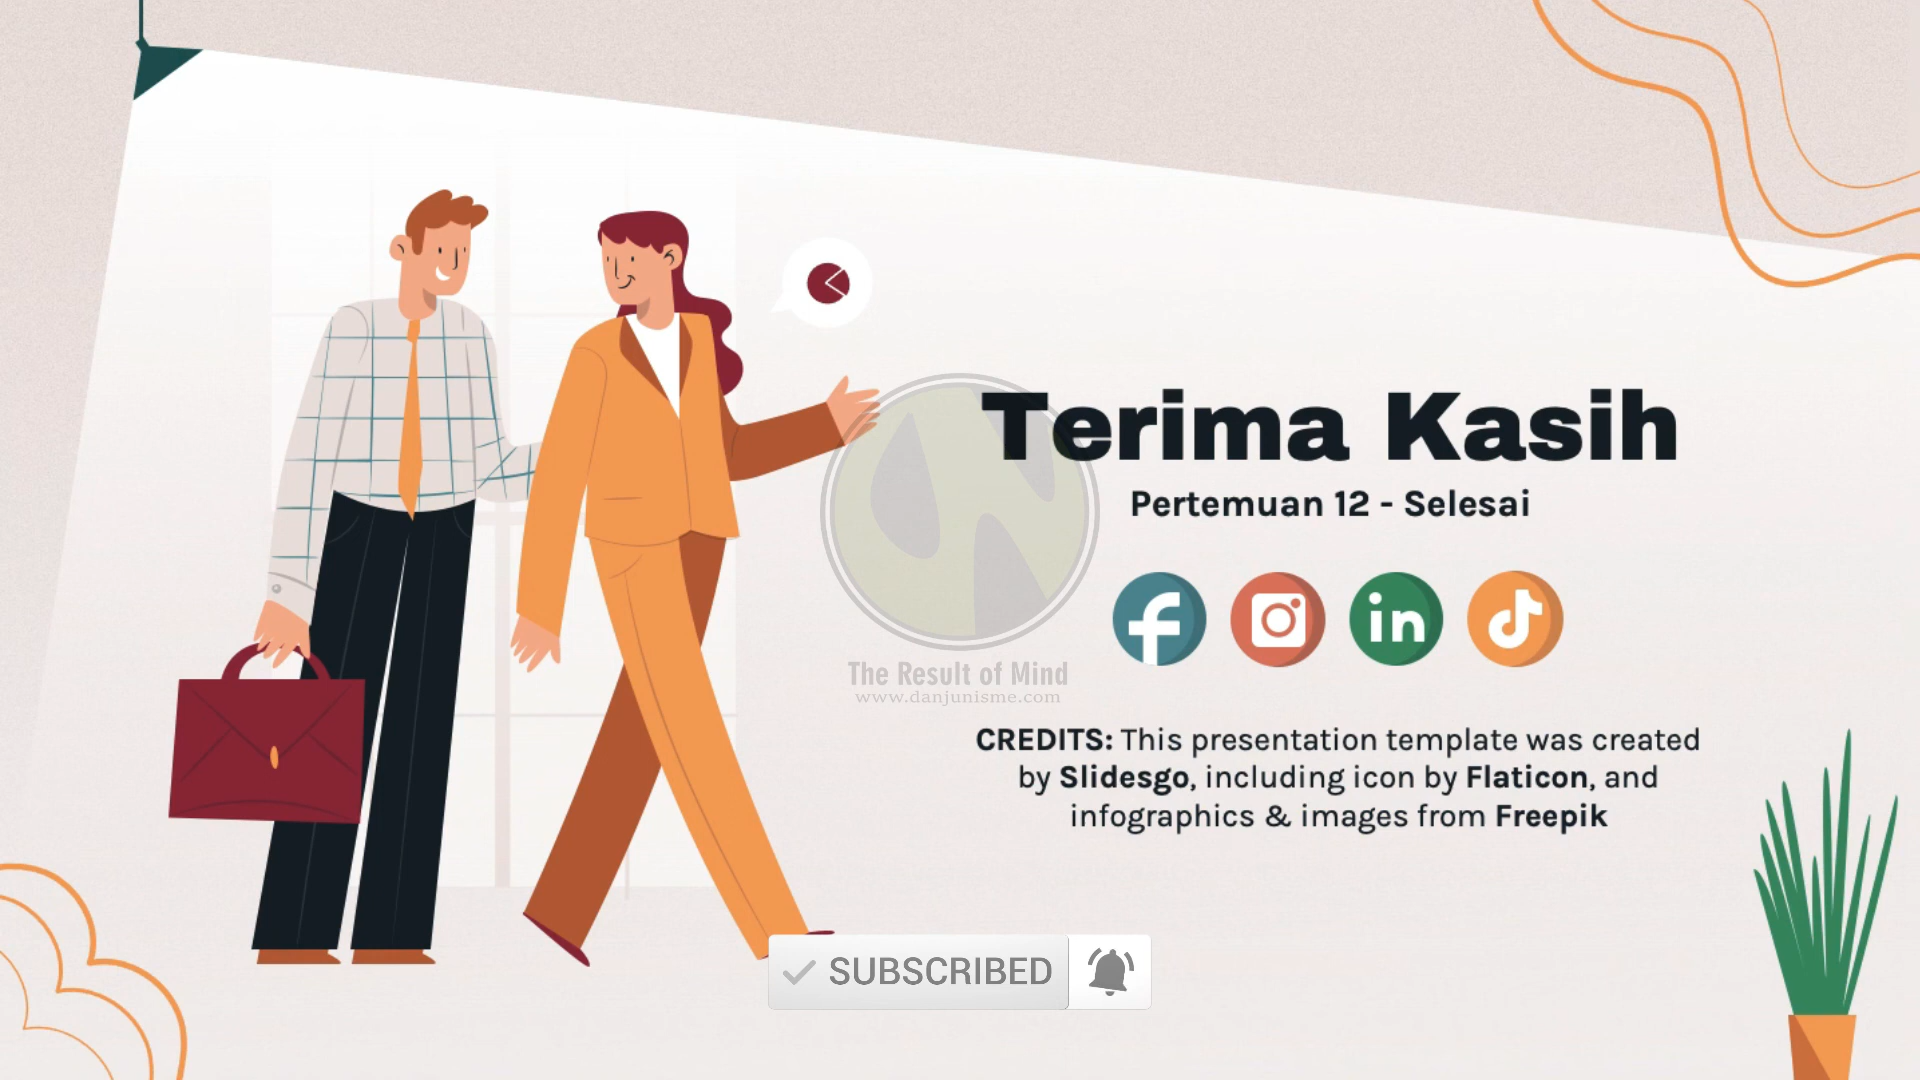 Terima Kasih
Pertemuan 12 - Selesai
The Result of Mind
www.danjunisme.com
CREDITS: This presentation template was created
by Slidesgo, including icon by Flaticon, and
infographics & images from Freepik
SUBSCRIBED